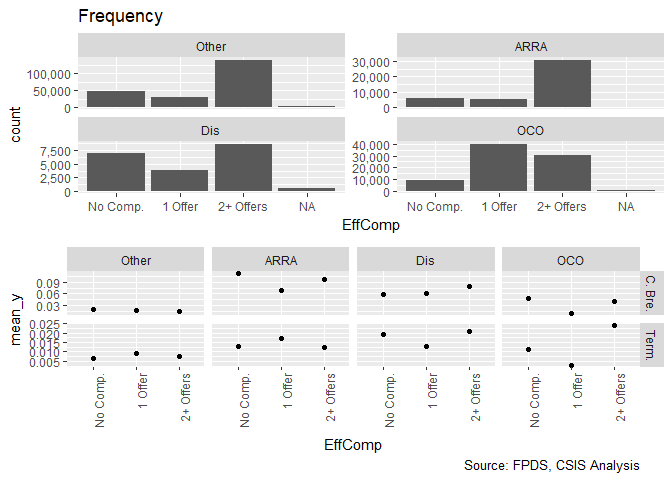 Frequency
Other
ARRA
100,000
50,000
0
30,000
20,000
10,000
0
count
Dis
OCO
7,500
5,000
2,500
0
40,000
30,000
20,000
10,000
0
No Comp. 1 Offer 2+ Offers NA
No Comp. 1 Offer 2+ Offers NA
EffComp
Other ARRA Dis OCO
mean_y
0.09
0.06
0.03
C. Bre.
0.025
0.020
0.015
0.010
0.005
Term.
No Comp. 1 Offer 2+ Offers
No Comp. 1 Offer 2+ Offers
No Comp. 1 Offer 2+ Offers
No Comp. 1 Offer 2+ Offers
EffComp
Source: FPDS, CSIS Analysis